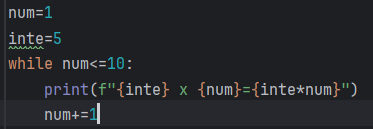 num=1
inte=5
while num<=10:
    print(f"{inte} x {num}={inte*num}")
    num+=1